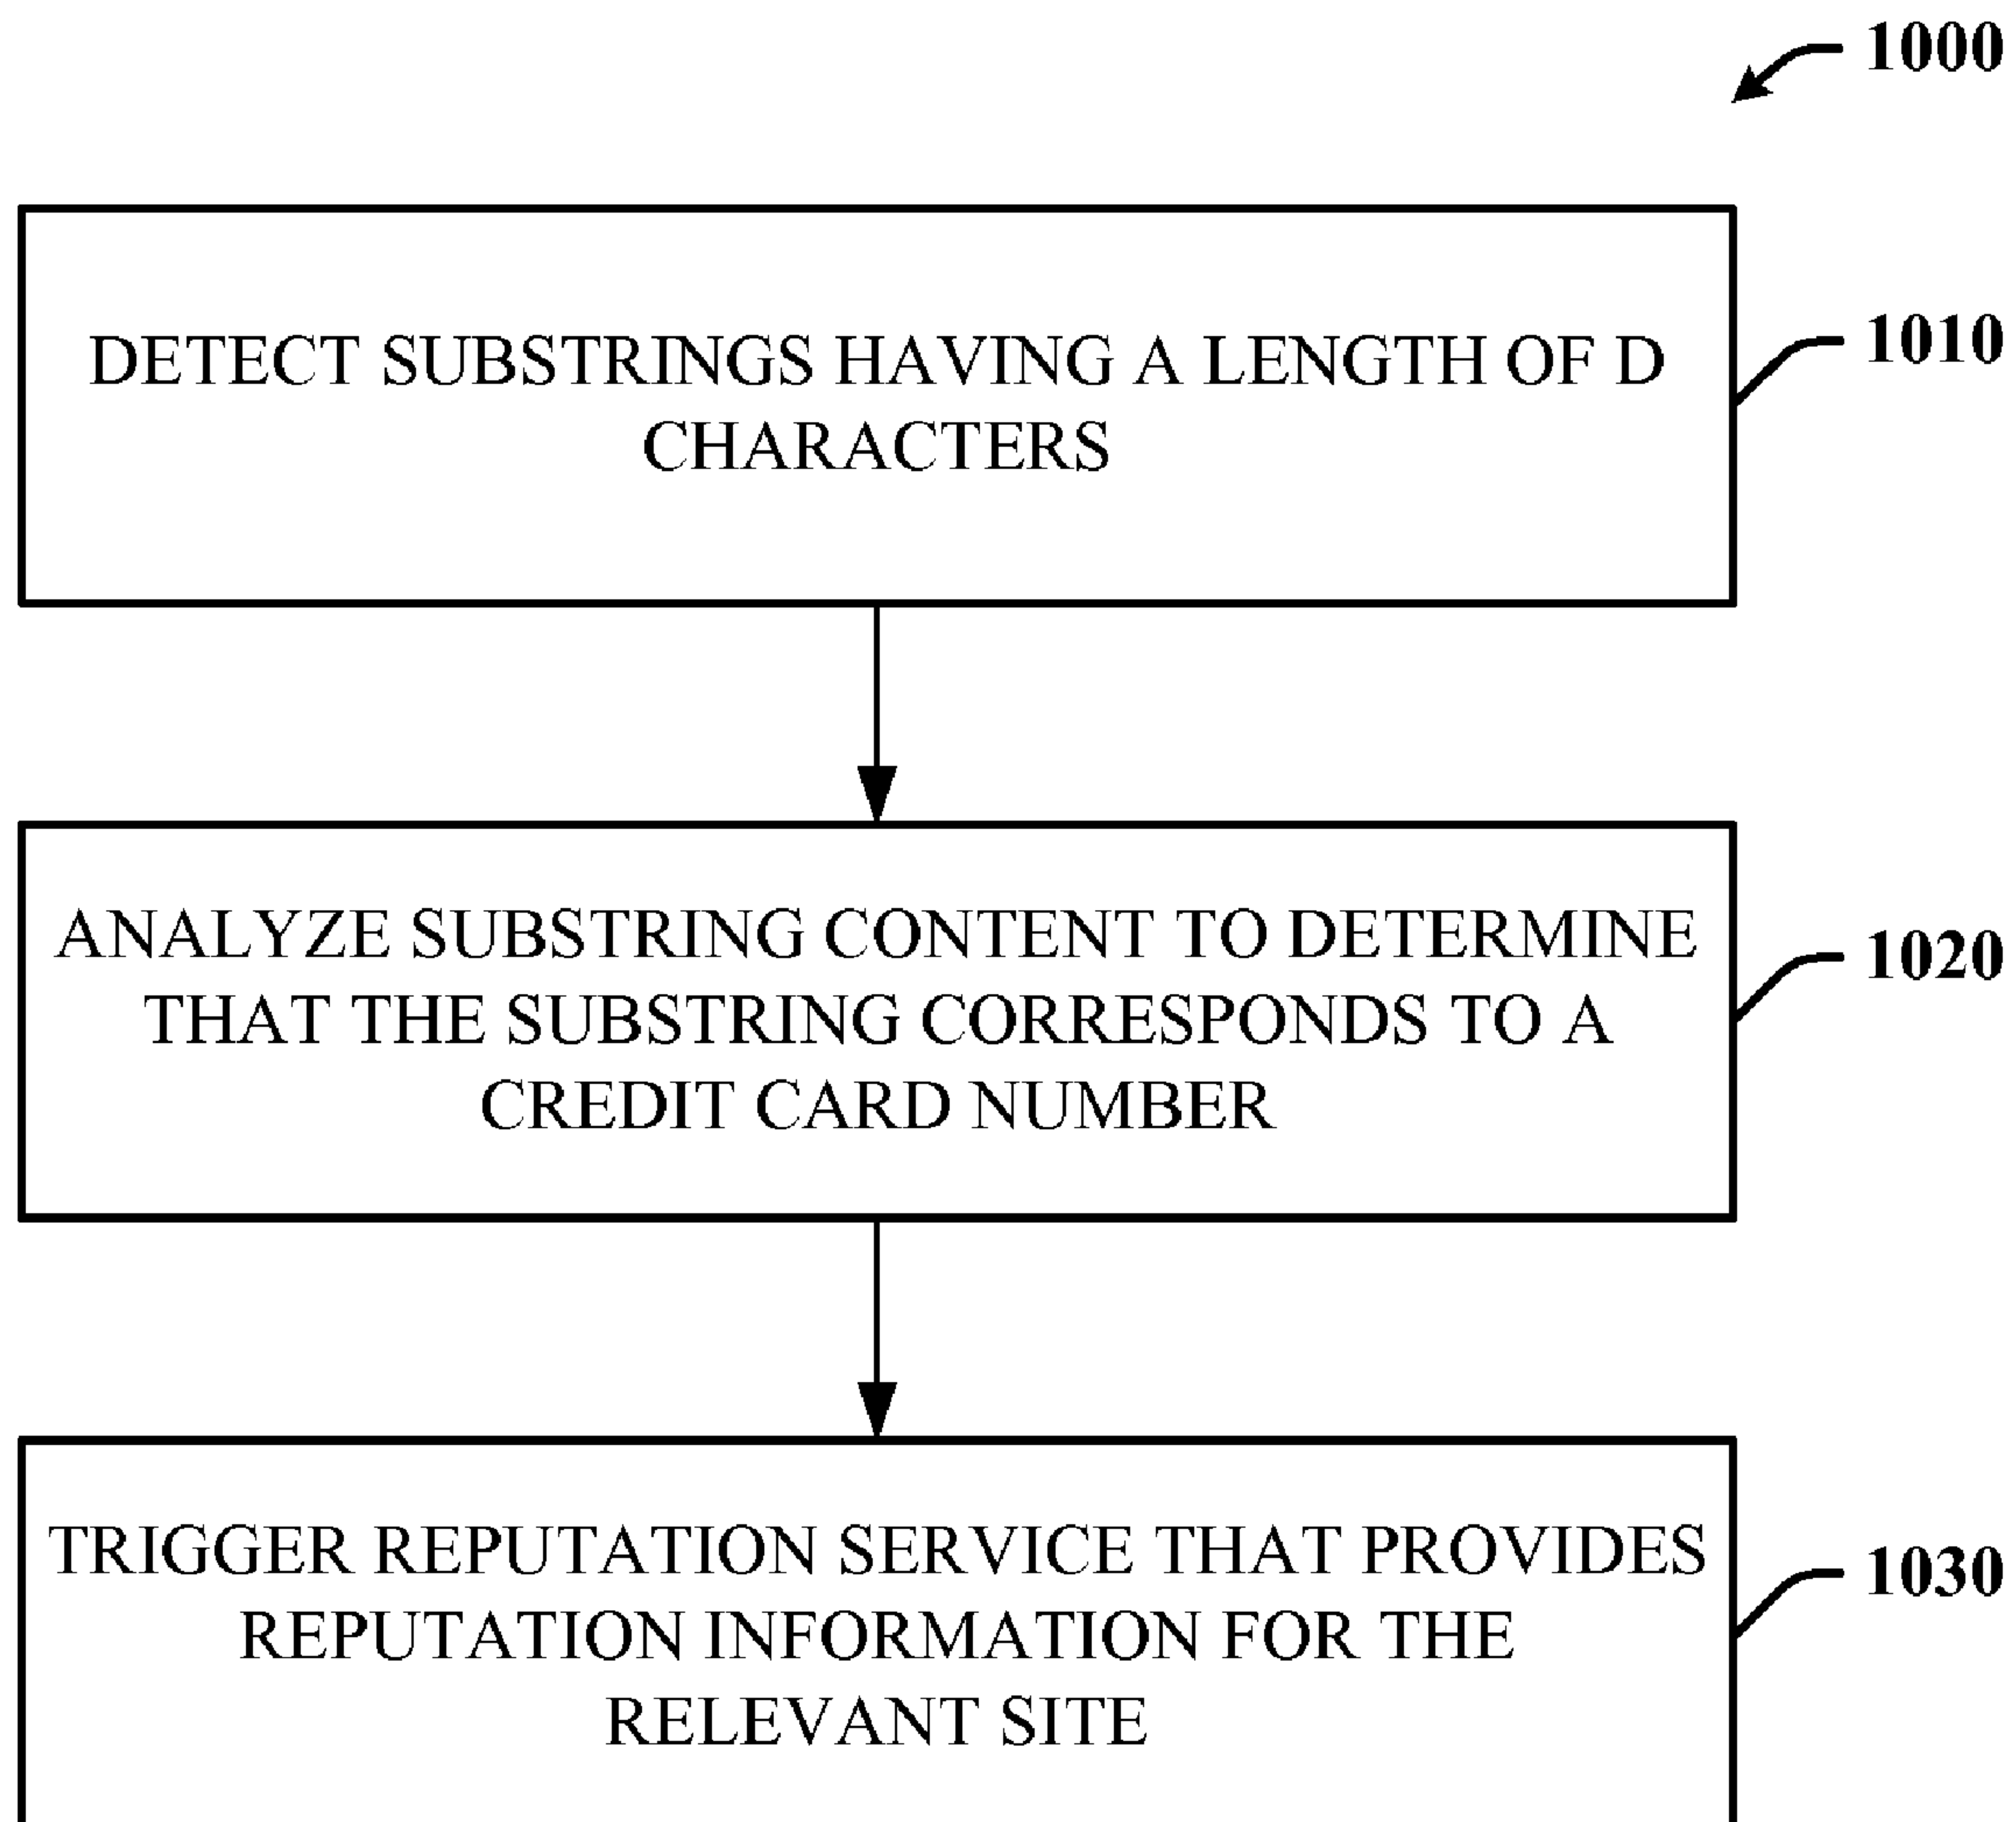 1000
DETECT SUBSTRINGS HAVING A LENGTH OF D
CHARACTERS
1010
ANALYZE SUBSTRING CONTENT TO DETERMINE
THAT THE SUBSTRING CORRESPONDS TO A
CREDIT CARD NUMBER
1020
TRIGGER REPUTATION SERVICE THAT PROVIDES
REPUTATION INFORMATION FOR THE
RELEVANT SITE
1030